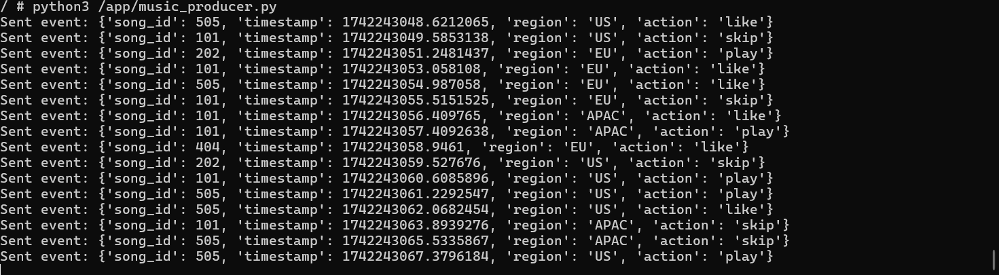 / # python3 /app/music_producer.py
Sent event: {'song_id': 505, 'timestamp': 1742243048.6212065, 'region': 'US', 'action': 'like'}
Sent event: {'song_id': 101, 'timestamp': 1742243049.5853138, 'region': 'US', 'action': 'skip'}
Sent event: {'song_id': 202, 'timestamp': 1742243051.2481437, 'region': 'EU', 'action': 'play'}
Sent event: {'song_id': 101, 'timestamp': 1742243053.058108, 'region': 'EU', 'action': 'like'}
Sent event: {'song_id': 505, 'timestamp': 1742243054.987058, 'region': 'EU', 'action': 'like'}
Sent event: {'song_id': 101, 'timestamp': 1742243055.5151525, 'region': 'EU', 'action': 'skip'}
Sent event: {'song_id': 101, 'timestamp': 1742243056.409765, 'region': 'APAC', 'action': 'like'}
Sent event: {'song_id': 101, 'timestamp': 1742243057.4092638, 'region': 'APAC', 'action': 'play'}
Sent event: {'song_id': 404, 'timestamp': 1742243058.9461, 'region': 'EU', 'action': 'like'}
Sent event: {'song_id': 202, 'timestamp': 1742243059.527676, 'region': 'US', 'action': 'skip'}
Sent event: {'song_id': 101, 'timestamp': 1742243060.6085896, 'region': 'US', 'action': 'play'}
Sent event: {'song_id': 505, 'timestamp': 1742243061.2292547, 'region': 'US', 'action': 'play'}
Sent event: {'song_id': 505, 'timestamp': 1742243062.0682454, 'region': 'US', 'action': 'like'}
Sent event: {'song_id': 101, 'timestamp': 1742243063.8939276, 'region': 'APAC', 'action': 'skip'}
Sent event: {'song_id': 505, 'timestamp': 1742243065.5335867, 'region': 'APAC', 'action': 'skip'}
Sent event: {'song_id': 505, 'timestamp': 1742243067.3796184, 'region': 'US', 'action': 'play'}